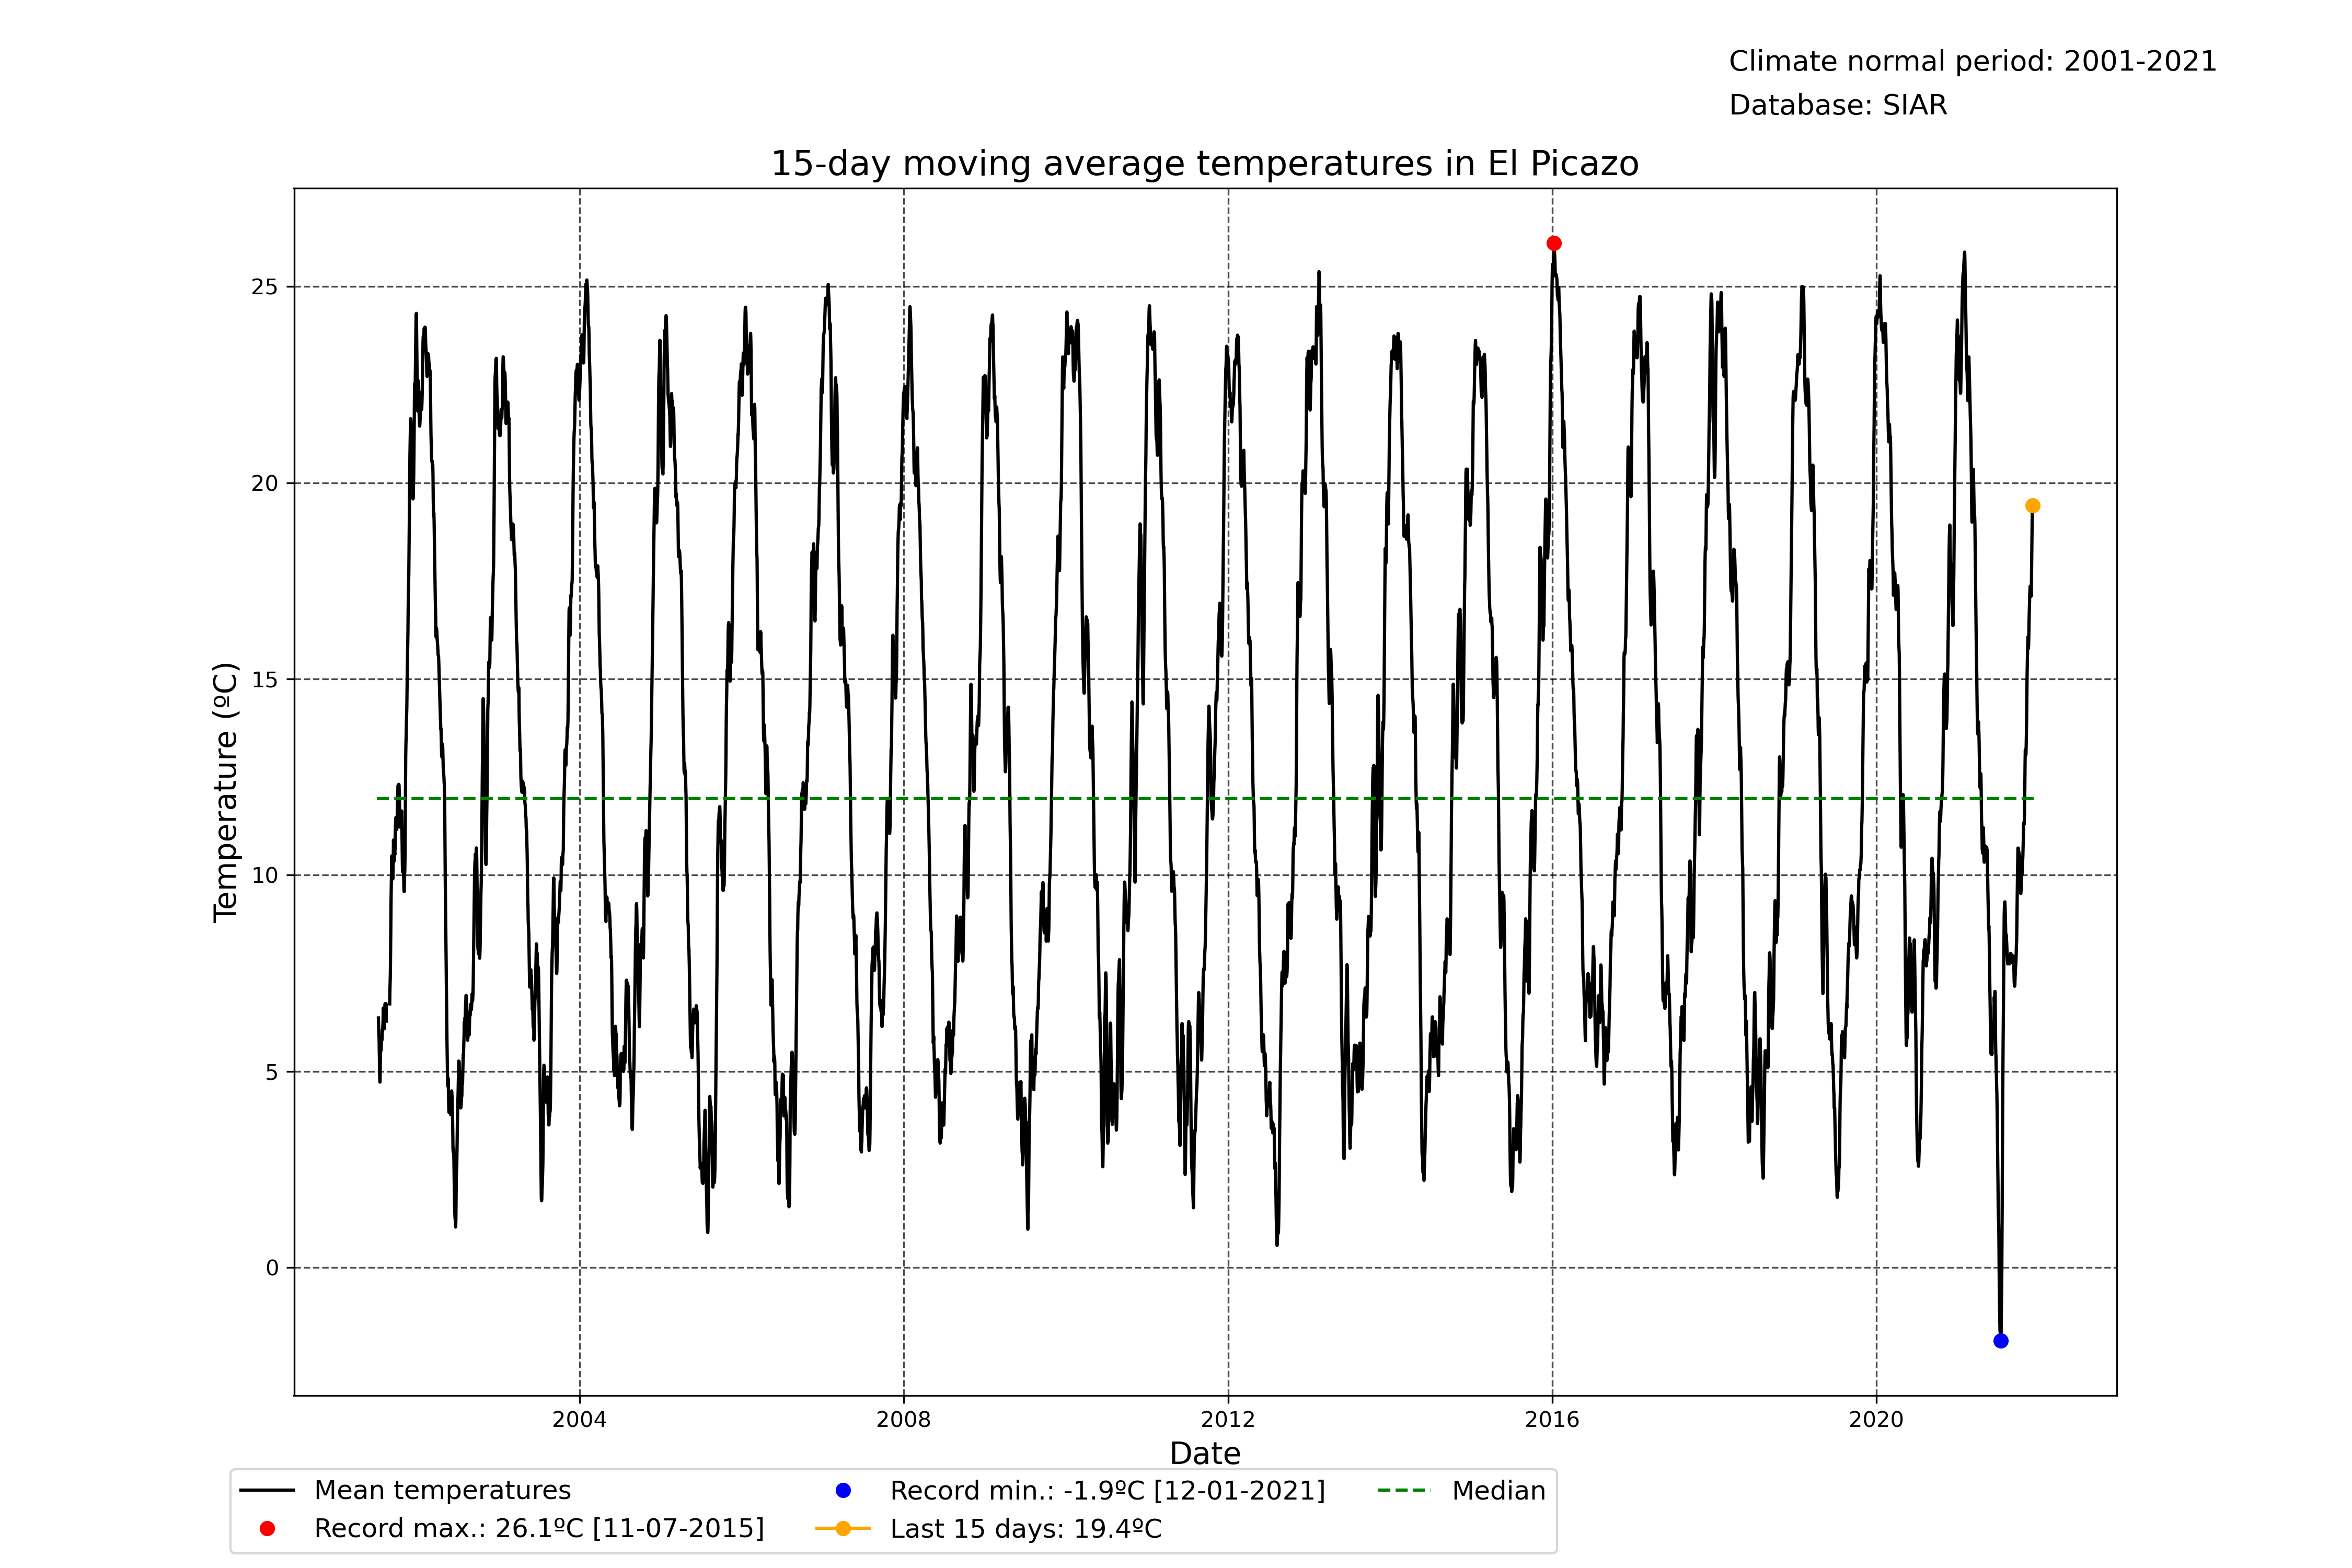 Climate normal period: 2001-2021
Database: SIAR
15-day moving average temperatures in El Picazo
25
20
15
10
5
0
Temperature (ºC)
2004 2008 2012 2016 2020
Date
Mean temperatures
Record max.: 26.1ºC [11-07-2015]
Record min.: -1.9ºC [12-01-2021]
Last 15 days: 19.4ºC
Median